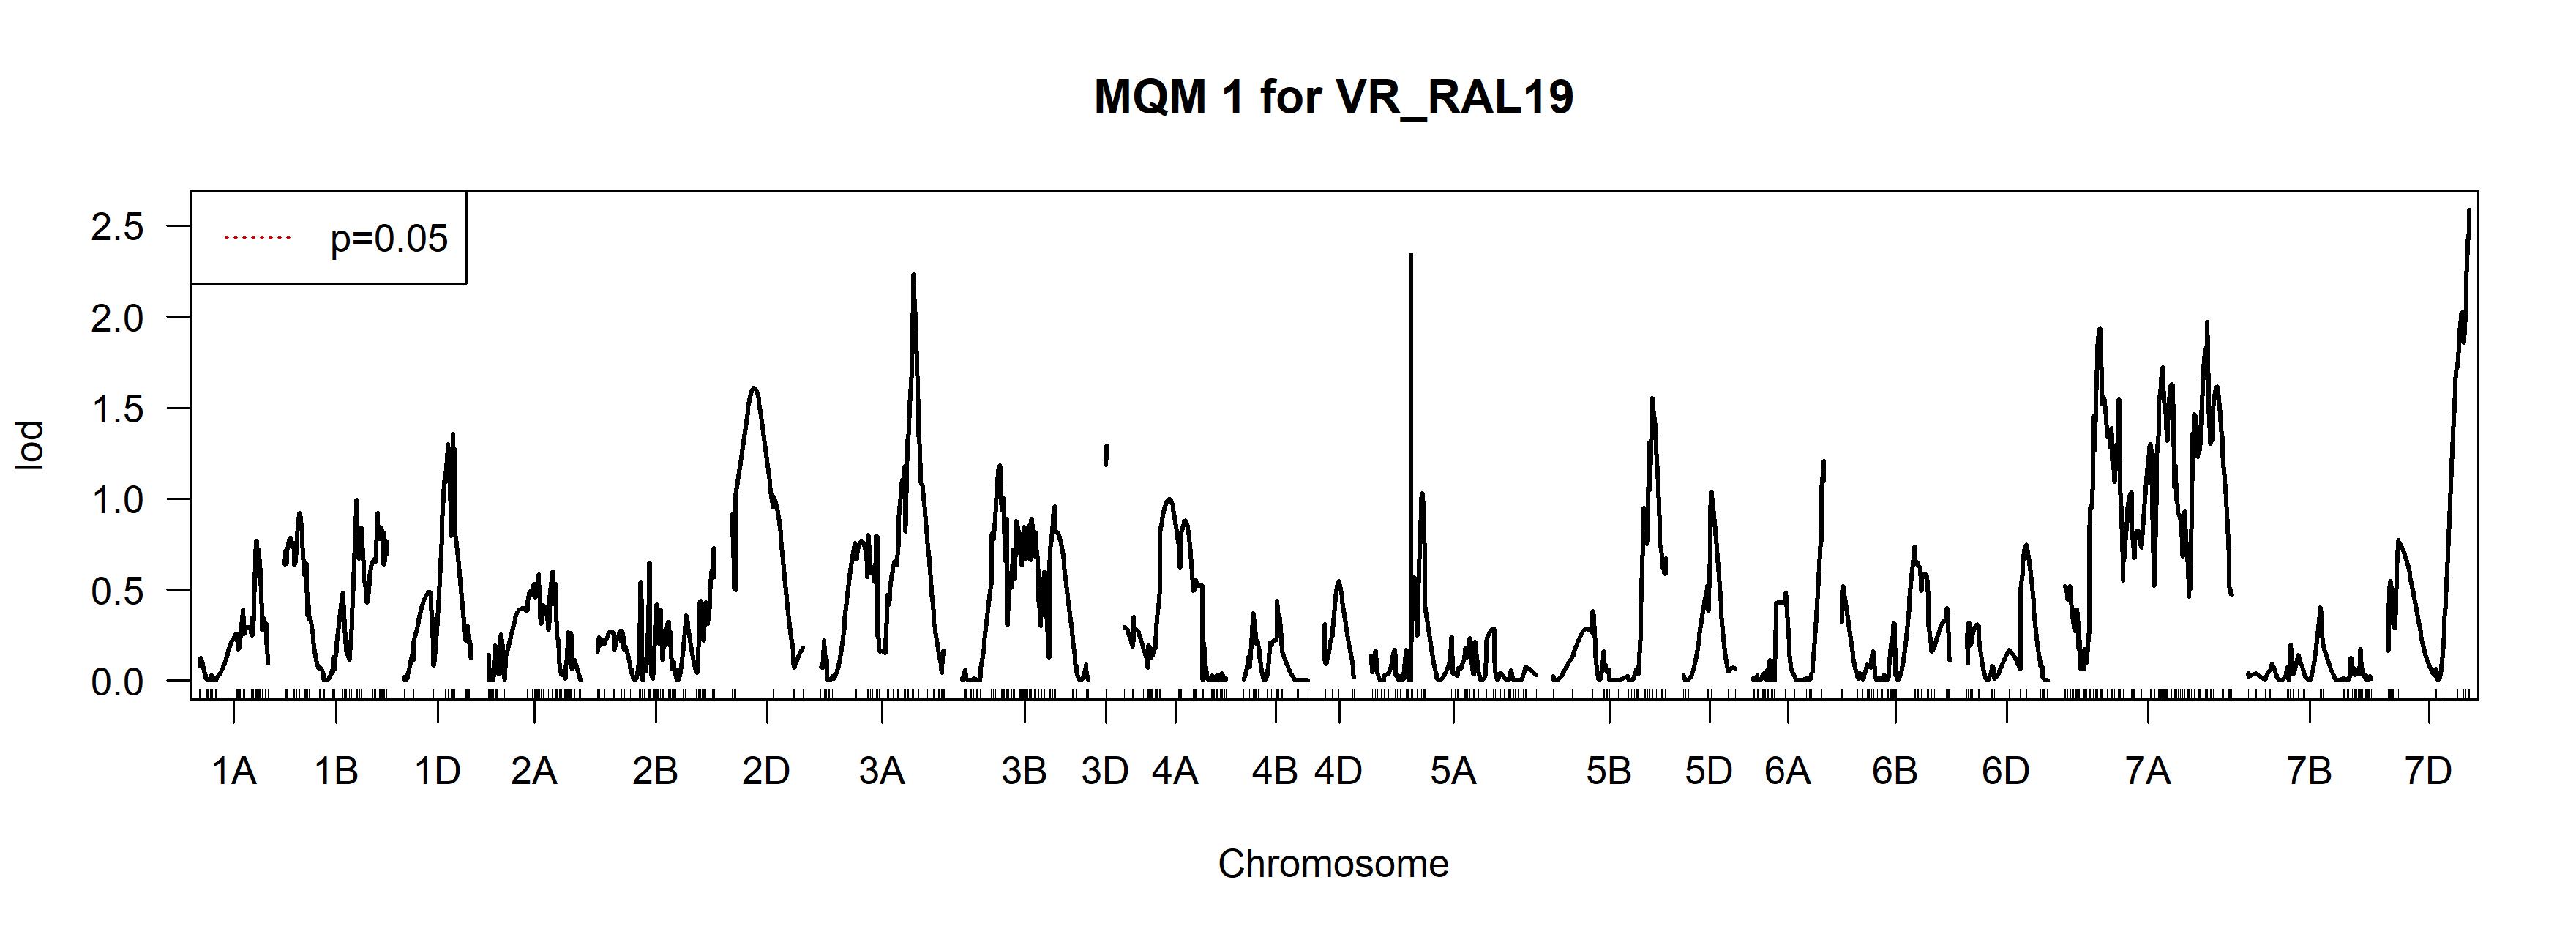 MQM 1 for VR_RAL19
p=0.05
2.5
2.0
1.5
1.0
0.5
0.0
lod
1A 1B 1D 2A 2B 2D 3A 3B 3D 4A 4B 4D 5A 5B 5D 6A 6B 6D 7A 7B 7D
Chromosome